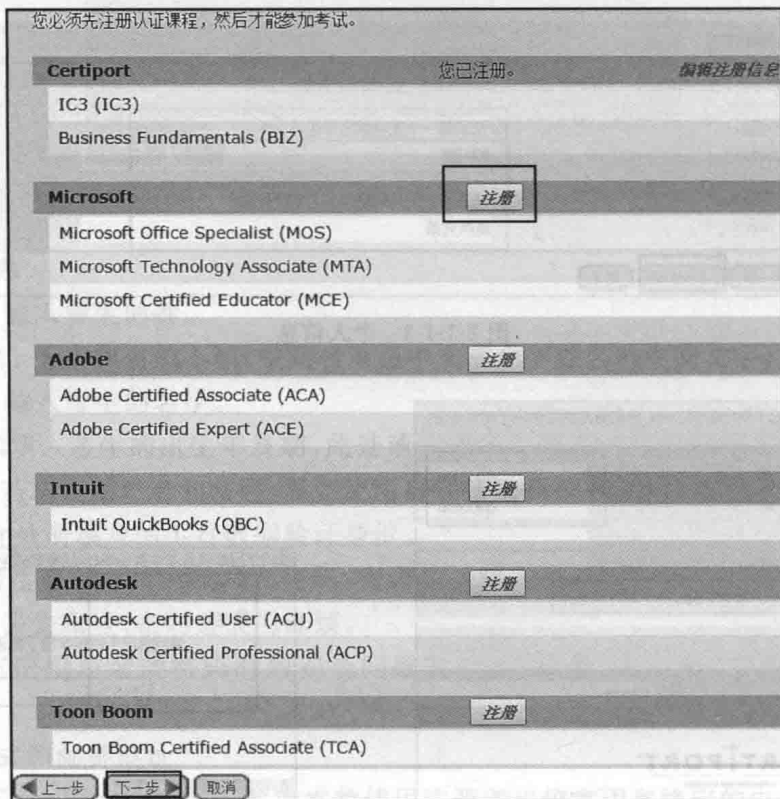 您必须先注册认证课程，然后才能参加考试。
Certiport 您已注册。 编辑注册信息
IC3 (IC3)
Business Fundamentals (BIZ)
Microsoft 注册
Microsoft Office Specialist (MOS)
Microsoft Technology Associate (MTA)
Microsoft Certified Educator (MCE)
Adobe 注册
Adobe Certified Associate (ACA)
Adobe Certified Expert (ACE)
Intuit 注册
Intuit QuickBooks (QBC)
Autodesk 注册
Autodesk Certified User (ACU)
Autodesk Certified Professional (ACP)
Toon Boom 注册
Toon Boom Certified Associate (TCA)
上一步 下一步 取消